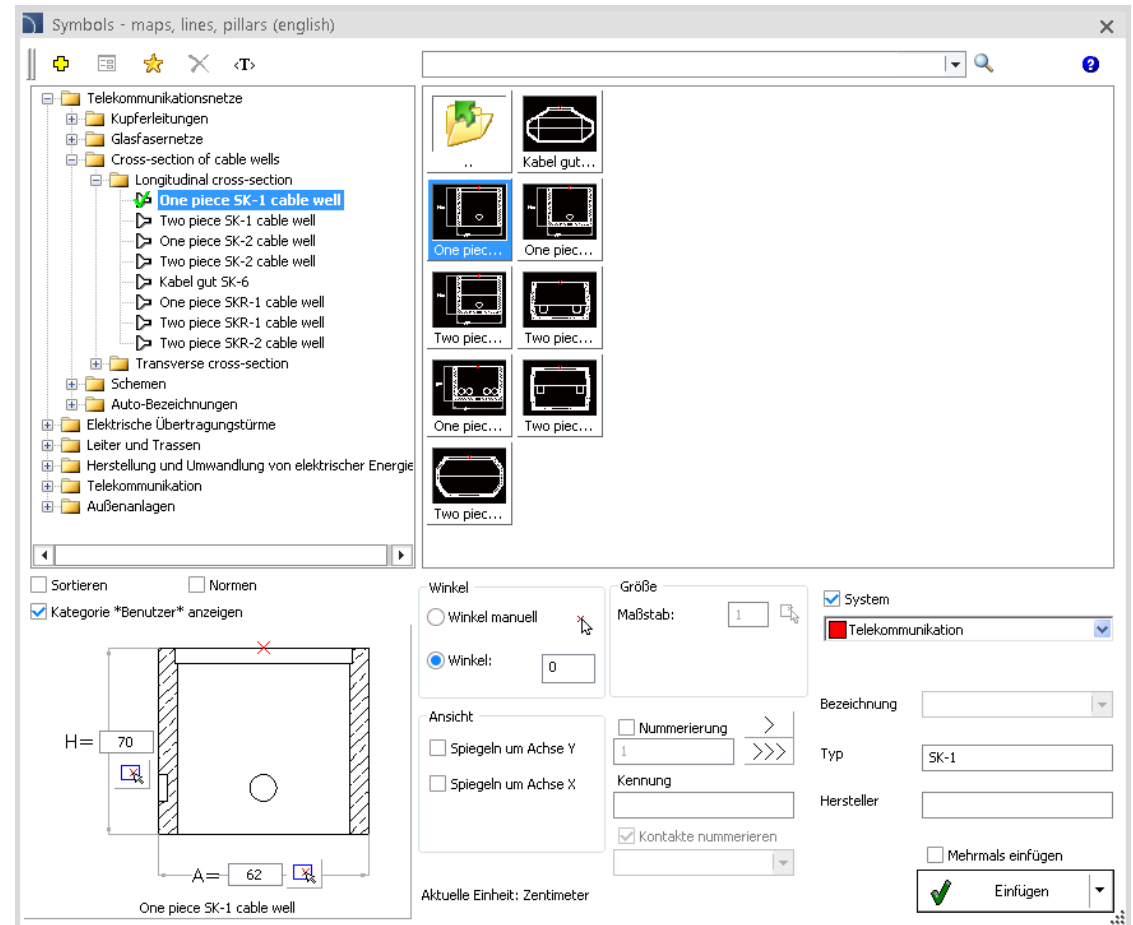 Symbols - maps, lines, pillars (english)
<T>
Telekommunikationsnetze
Kupferleitungen
Glasfasernetze
Cross-section of cable wells
Longitudinal cross-section
One piece SK-1 cable well
Two piece SK-1 cable well
One piece SK-2 cable well
Two piece SK-2 cable well
Kabel gut SK-6
One piece SKR-1 cable well
Two piece SKR-1 cable well
Two piece SKR-2 cable well
Transverse cross-section
Schemen
Auto-Bezeichnungen
Elektrische Übertragungstürme
Leiter und Trassen
Herstellung und Umwandlung von elektrischer Energie
Telekommunikation
Außenanlagen
..
Kabel gut...
One piec...
One piec...
Two piec...
Two piec...
One piec...
Two piec...
Two piec...
Sortieren
Normen
Kategorie *Benutzer* anzeigen
H= 70
A= 62
One piece SK-1 cable well
Winkel
Winkel manuell
Winkel: 0
Größe
Maßstab: 1
Ansicht
Spiegeln um Achse Y
Spiegeln um Achse X
Nummerierung >
1 >>>
Kennung
Kontakte nummerieren
Aktuelle Einheit: Zentimeter
System
Telekommunikation
Bezeichnung
Typ SK-1
Hersteller
Mehrmals einfügen
Einfügen